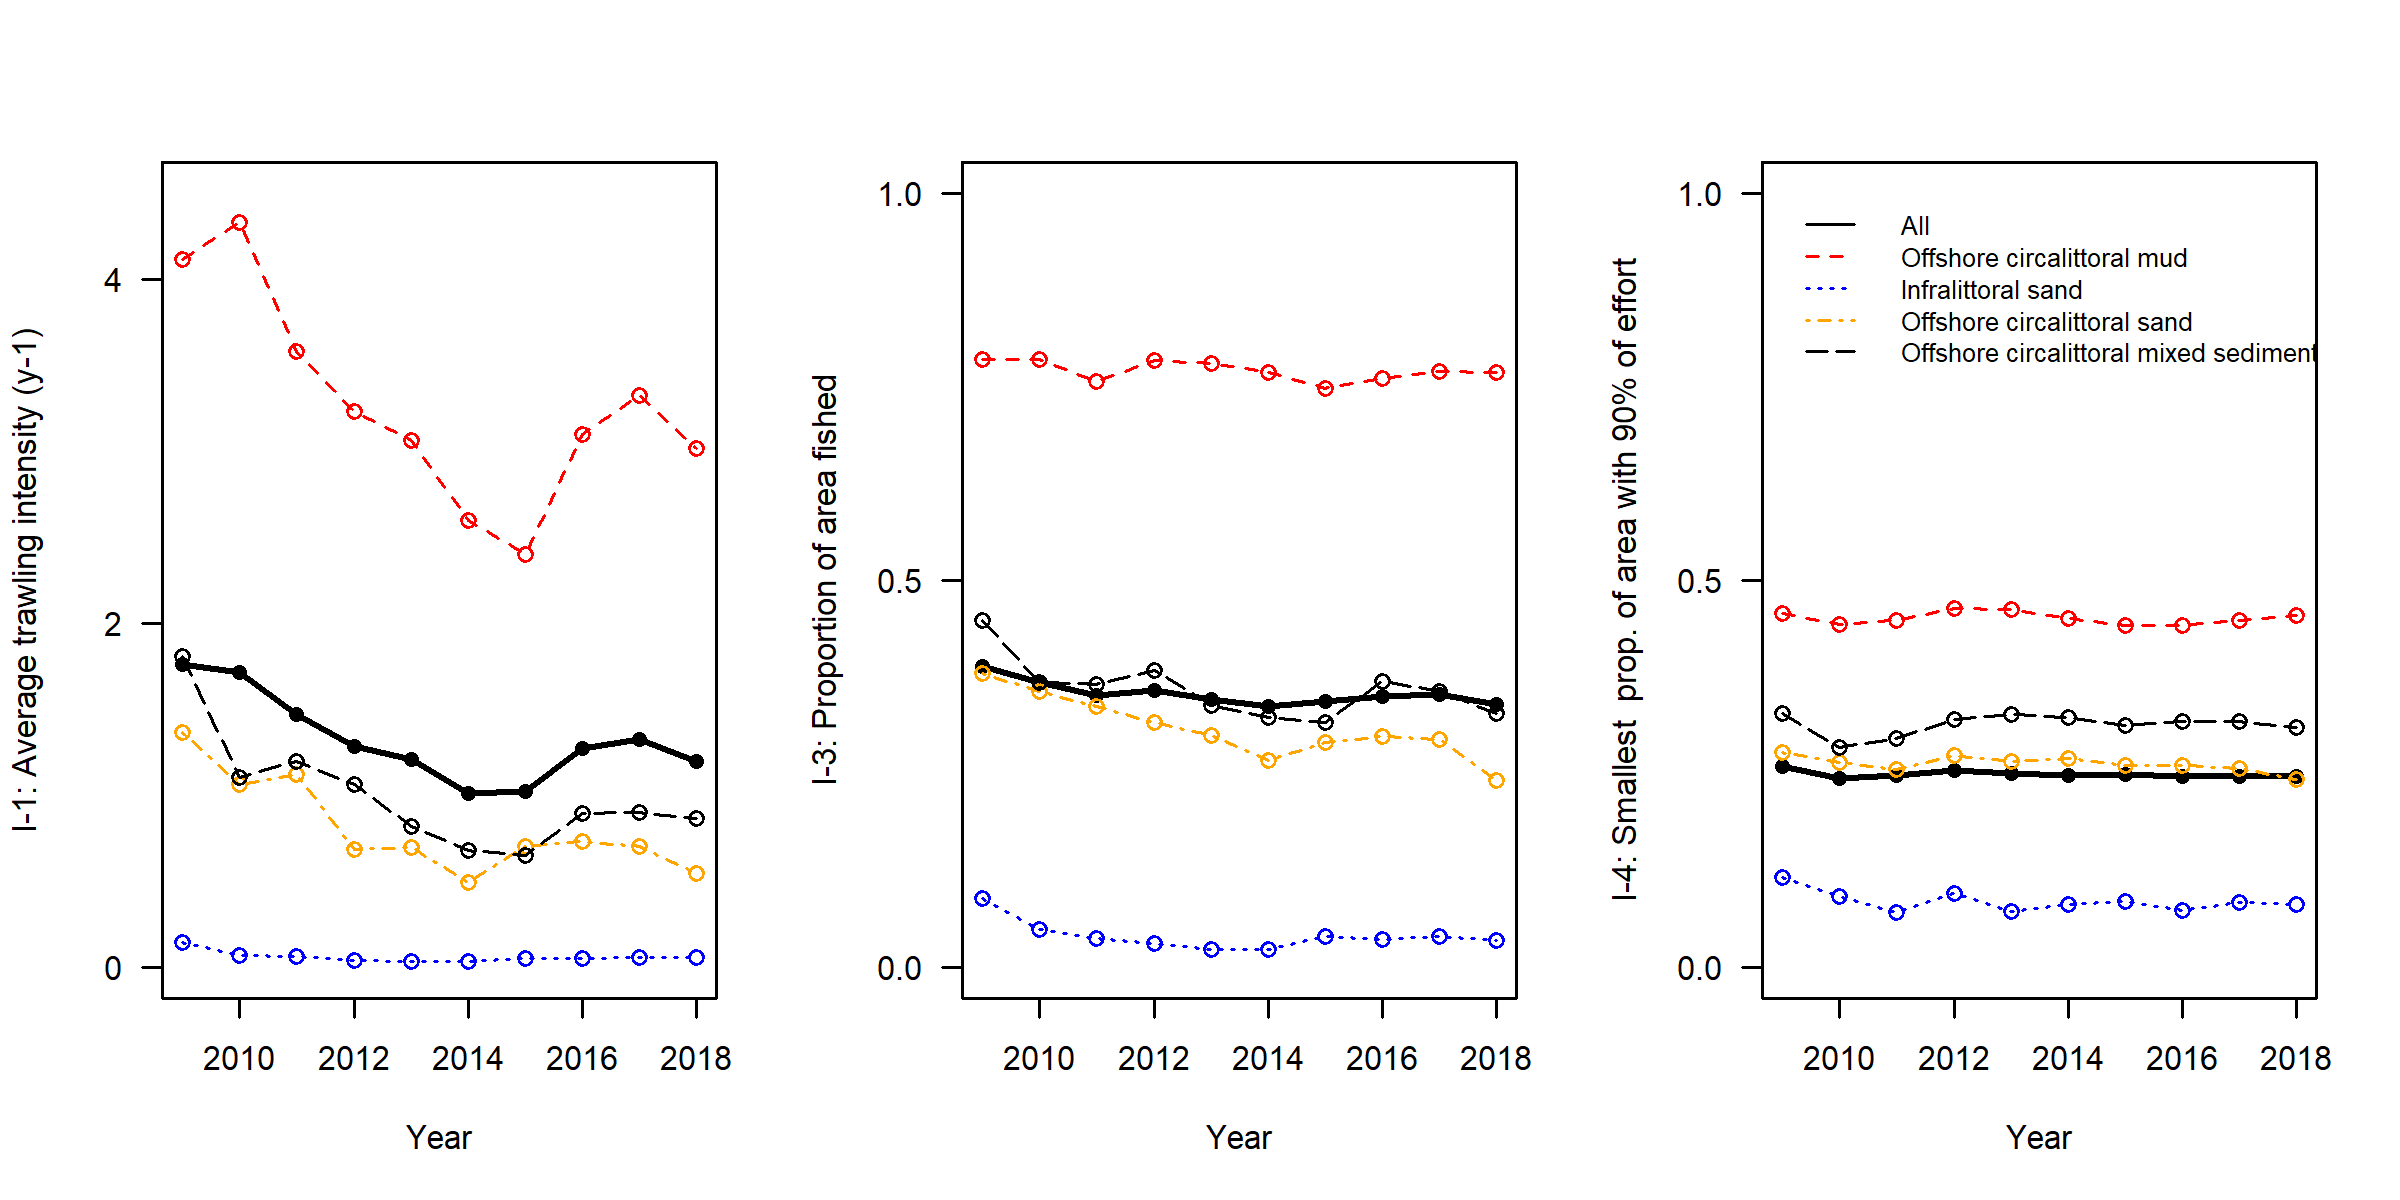 I-1: Average trawling intensity (y-1)
4
2
0
2010 2012 2014 2016 2018
Year
I-3: Proportion of area fished
1.0
0.5
0.0
2010 2012 2014 2016 2018
Year
I-4: Smallest prop. of area with 90% of effort
1.0
0.5
0.0
All
Offshore circalittoral mud
Infralittoral sand
Offshore circalittoral sand
Offshore circalittoral mixed sediment
2010 2012 2014 2016 2018
Year